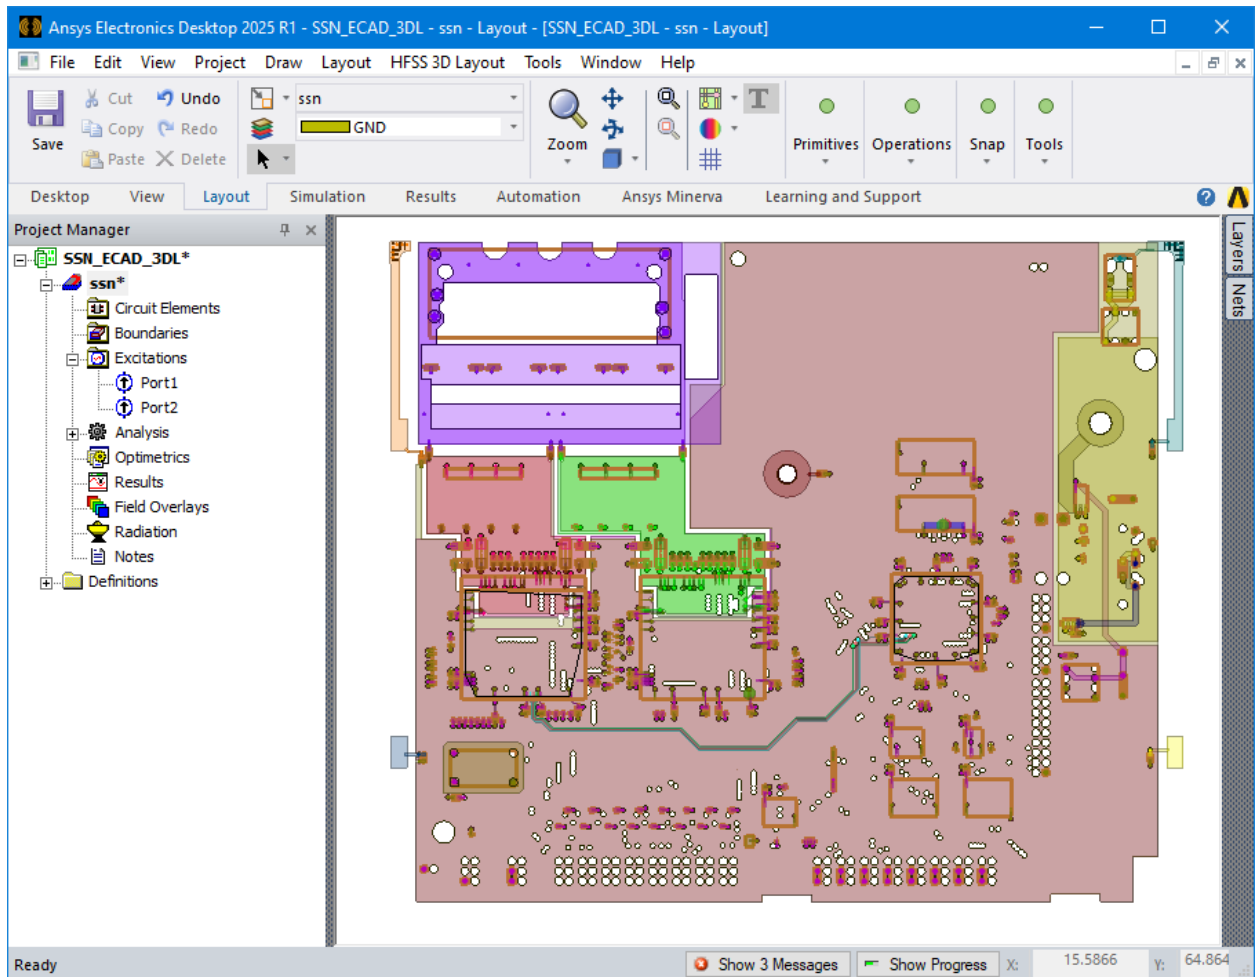 Ansys Electronics Desktop 2025 R1 - SSN_ECAD_3DL - ssn - Layout - [SSN_ECAD_3DL - ssn - Layout]
File Edit View Project Draw Layout HFSS 3D Layout Tools Window Help
Save
Cut
Copy
Paste
Undo
Redo
Delete
ssn
GND
Zoom
T
Primitives
Operations
Snap
Tools
Desktop View Layout Simulation Results Automation Ansys Minerva Learning and Support
Project Manager
SSN_ECAD_3DL*
ssn*
Circuit Elements
Boundaries
Excitations
Port1
Port2
Analysis
Optimetrics
Results
Field Overlays
Radiation
Notes
Definitions
Layers
Nets
Ready
Show 3 Messages
Show Progress
X: 15.5866
Y: 64.864